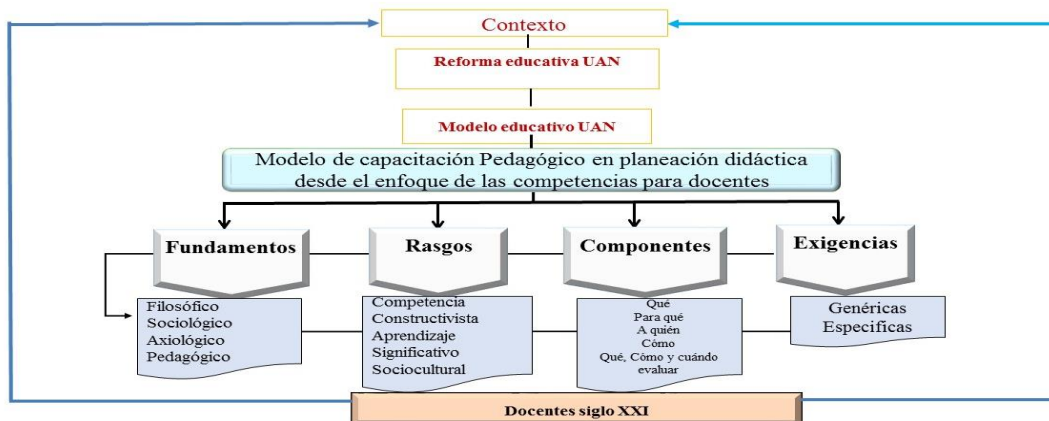 Contexto
Reforma educativa UAN
Modelo educativo UAN
Modelo de capacitación Pedagógico en planeación didáctica
desde el enfoque de las competencias para docentes
Fundamentos
Rasgos
Componentes
Exigencias
Filosófico
Sociológico
Axiológico
Pedagógico
Competencia
Constructivista
Aprendizaje
Significativo
Sociocultural
Qué
Para qué
A quién
Cómo
Qué, Cómo y cuándo
evaluar
Genéricas
Especificas
Docentes siglo XXI